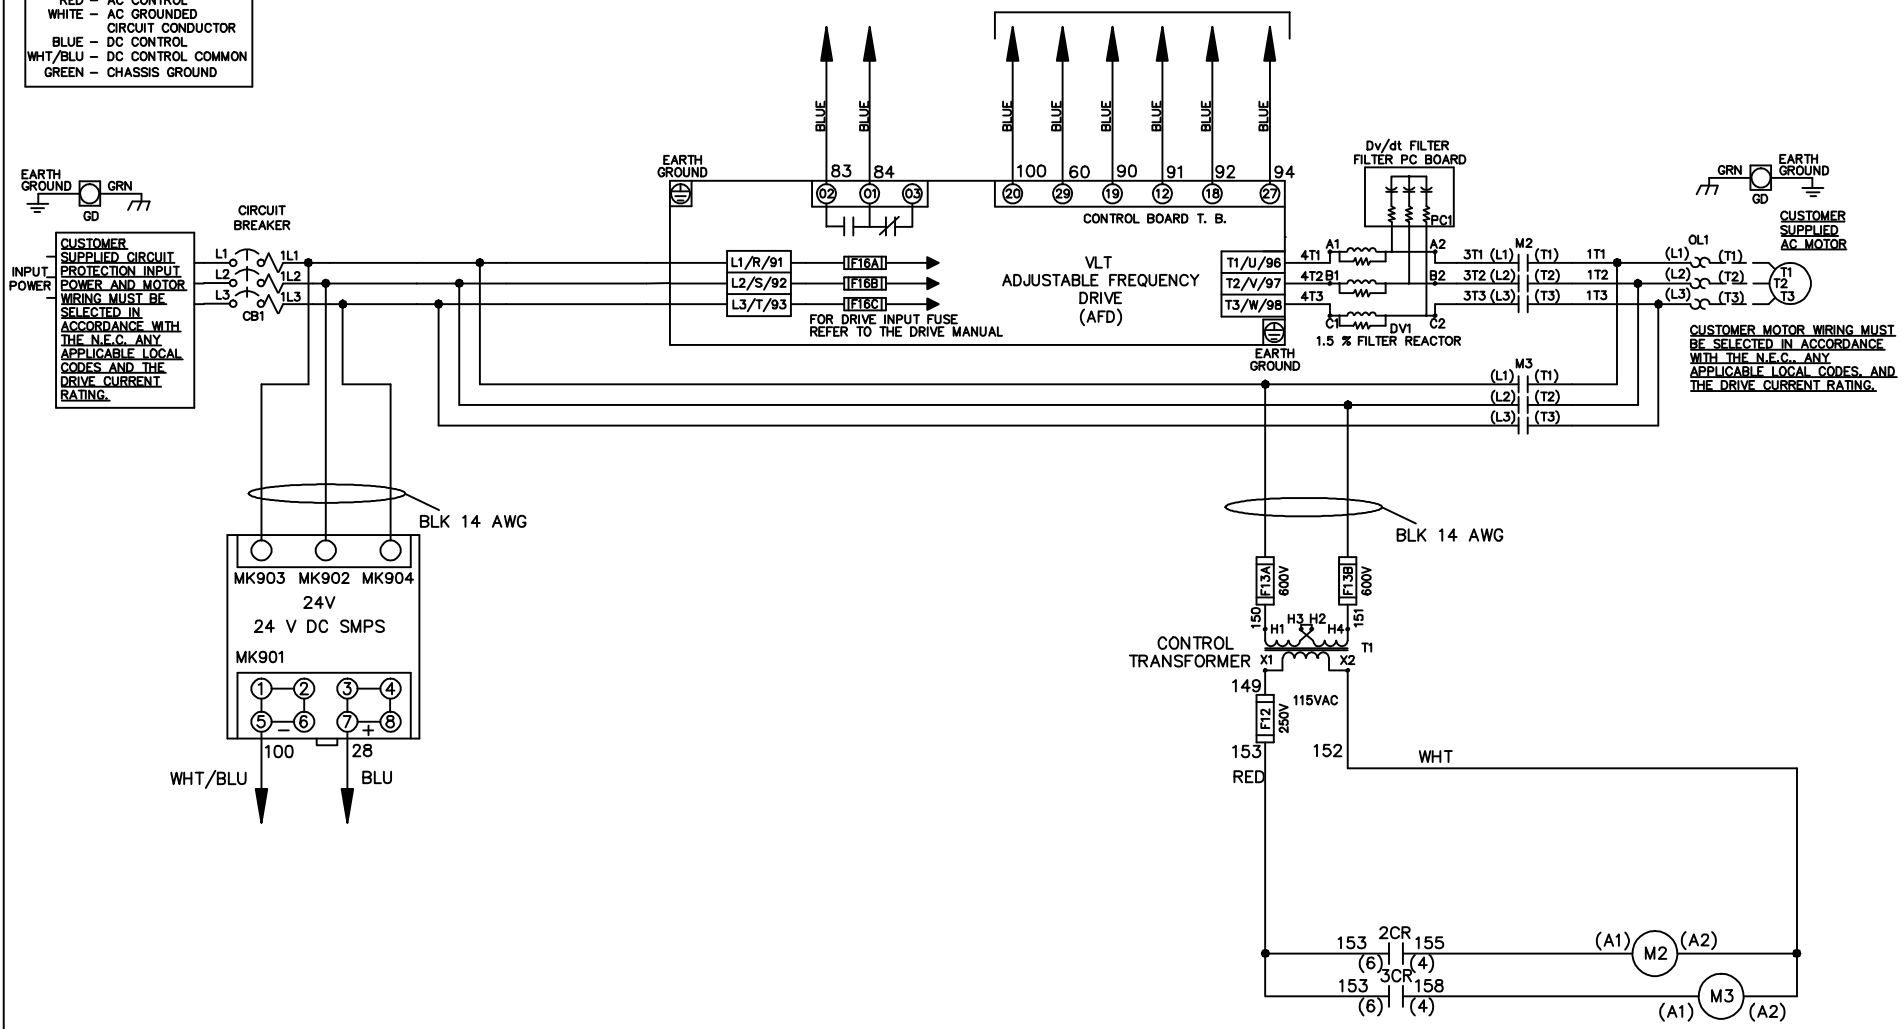 RED – AC CONTROL
WHITE – AC GROUNDED
CIRCUIT CONDUCTOR
BLUE – DC CONTROL
WHT/BLU – DC CONTROL COMMON
GREEN – CHASSIS GROUND
BLUE
BLUE
BLUE
BLUE
BLUE
BLUE
BLUE
BLUE
EARTH
GROUND
GRN
GD
CIRCUIT
BREAKER
INPUT
POWER
CUSTOMER
SUPPLIED CIRCUIT
PROTECTION INPUT
POWER AND MOTOR
WIRING MUST BE
SELECTED IN
ACCORDANCE WITH
THE N.E.C. ANY
APPLICABLE LOCAL
CODES AND THE
DRIVE CURRENT
RATING.
L1 1L1
L2 1L2
L3 1L3
CB1
EARTH
GROUND
83 84
02 01 03
100 60 90 91 92 94
20 29 19 12 18 27
CONTROL BOARD T. B.
L1/R/91 F16A
L2/S/92 F16B
L3/T/93 F16C
FOR DRIVE INPUT FUSE
REFER TO THE DRIVE MANUAL
VLT
ADJUSTABLE FREQUENCY
DRIVE
(AFD)
T1/U/96
T2/V/97
T3/W/98
EARTH
GROUND
Dv/dt FILTER
FILTER PC BOARD
PC1
4T1 A1 A2
4T2 B1 B2
4T3 C1 C2
DV1
1.5 % FILTER REACTOR
M2
3T1 (L1) (T1) 1T1
3T2 (L2) (T2) 1T2
3T3 (L3) (T3) 1T3
OL1
(L1) (T1)
(L2) (T2)
(L3) (T3)
T1
T2
T3
GRN
EARTH
GROUND
GD
CUSTOMER
SUPPLIED
AC MOTOR
CUSTOMER MOTOR WIRING MUST
BE SELECTED IN ACCORDANCE
WITH THE N.E.C., ANY
APPLICABLE LOCAL CODES, AND
THE DRIVE CURRENT RATING.
M3
(L1) (T1)
(L2) (T2)
(L3) (T3)
BLK 14 AWG
MK903 MK902 MK904
24V
24 V DC SMPS
MK901
1 2 3 4
5 6 7 8
– +
100 28
WHT/BLU BLU
BLK 14 AWG
F13A
600V
F13B
600V
150 151
H1 H3 H2 H4
T1
CONTROL
TRANSFORMER
X1 X2
149
115VAC
F12
250V
153 152
RED
WHT
2CR
153 155
(6) (4)
(A1) M2 (A2)
3CR
153 158
(6) (4)
(A1) M3 (A2)